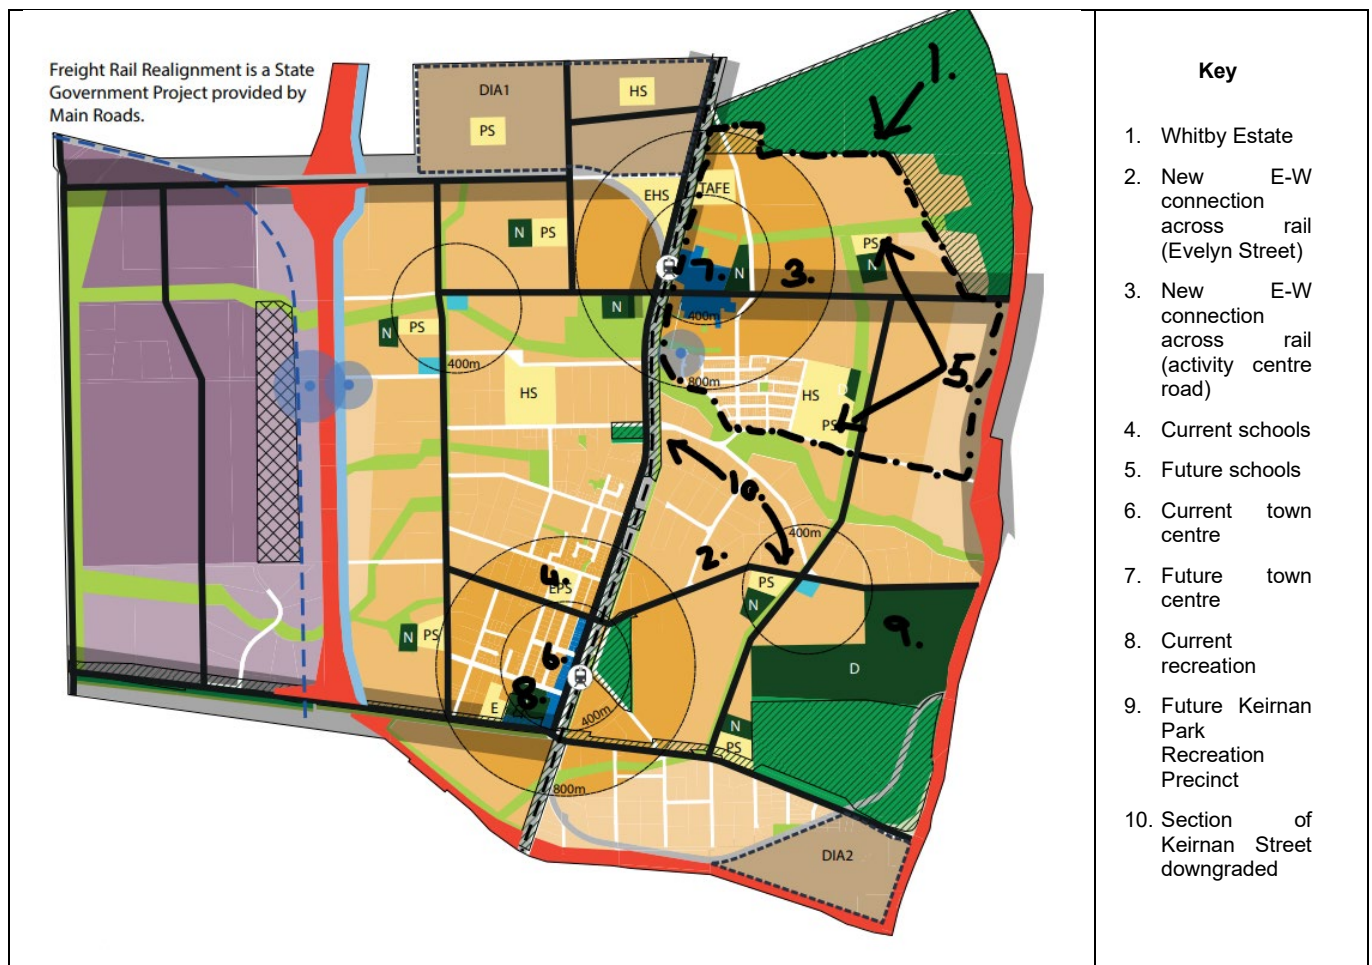 Freight Rail Realignment is a State
Government Project provided by
Main Roads.
DIA1
HS
PS
1.
EHS
TAFE
N PS
PS
N
7.
N
3.
N
400m
N PS
400m
800m
HS
HS
D
PS
5.
10.
400m
2.
4.
EPS
PS
N
N PS
6.
9.
D
8.
E
400m
N
PS
800m
DIA2
Key
1. Whitby Estate
2. New E-W
connection
across rail
(Evelyn Street)
3. New E-W
connection
across rail
(activity centre
road)
4. Current schools
5. Future schools
6. Current town
centre
7. Future town
centre
8. Current
recreation
9. Future Keirnan
Park
Recreation
Precinct
10. Section of
Keirnan Street
downgraded